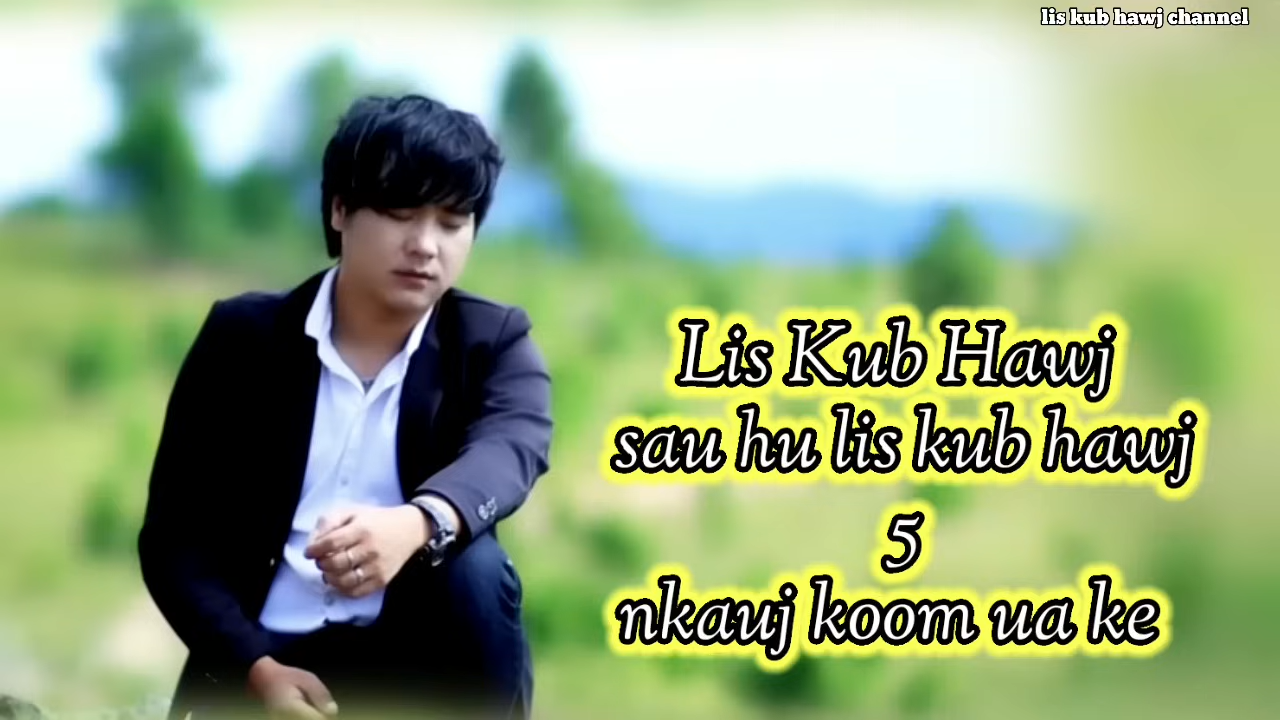 lis kub hawj channel
Lis Kub Hawj
sau hu lis kub hawj
5
nkauj koom ua ke